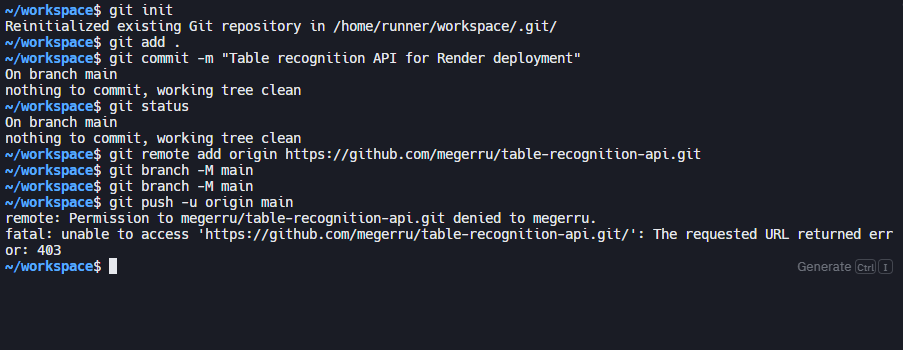 ~/workspace$ git init
Reinitialized existing Git repository in /home/runner/workspace/.git/
~/workspace$ git add .
~/workspace$ git commit -m "Table recognition API for Render deployment"
On branch main
nothing to commit, working tree clean
~/workspace$ git status
On branch main
nothing to commit, working tree clean
~/workspace$ git remote add origin https://github.com/megerru/table-recognition-api.git
~/workspace$ git branch -M main
~/workspace$ git branch -M main
~/workspace$ git push -u origin main
remote: Permission to megerru/table-recognition-api.git denied to megerru.
fatal: unable to access 'https://github.com/megerru/table-recognition-api.git/': The requested URL returned err
or: 403
~/workspace$
Generate Ctrl I